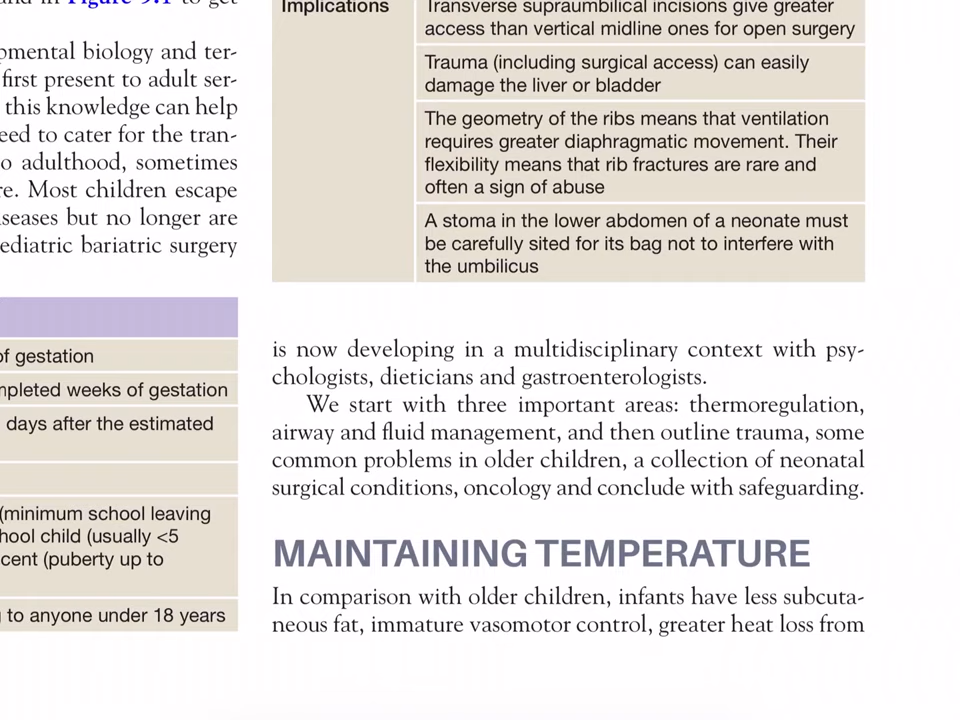 and in Figure 9.1 to get
pmental biology and ter-
first present to adult ser-
this knowledge can help
eed to cater for the tran-
o adulthood, sometimes
re. Most children escape
seases but no longer are
ediatric bariatric surgery
of gestation
mpleted weeks of gestation
days after the estimated
(minimum school leaving
hool child (usually <5
cent (puberty up to
g to anyone under 18 years
Implications
Transverse supraumbilical incisions give greater
access than vertical midline ones for open surgery
Trauma (including surgical access) can easily
damage the liver or bladder
The geometry of the ribs means that ventilation
requires greater diaphragmatic movement. Their
flexibility means that rib fractures are rare and
often a sign of abuse
A stoma in the lower abdomen of a neonate must
be carefully sited for its bag not to interfere with
the umbilicus
is now developing in a multidisciplinary context with psy-
chologists, dieticians and gastroenterologists.
We start with three important areas: thermoregulation,
airway and fluid management, and then outline trauma, some
common problems in older children, a collection of neonatal
surgical conditions, oncology and conclude with safeguarding.
MAINTAINING TEMPERATURE
In comparison with older children, infants have less subcuta-
neous fat, immature vasomotor control, greater heat loss from